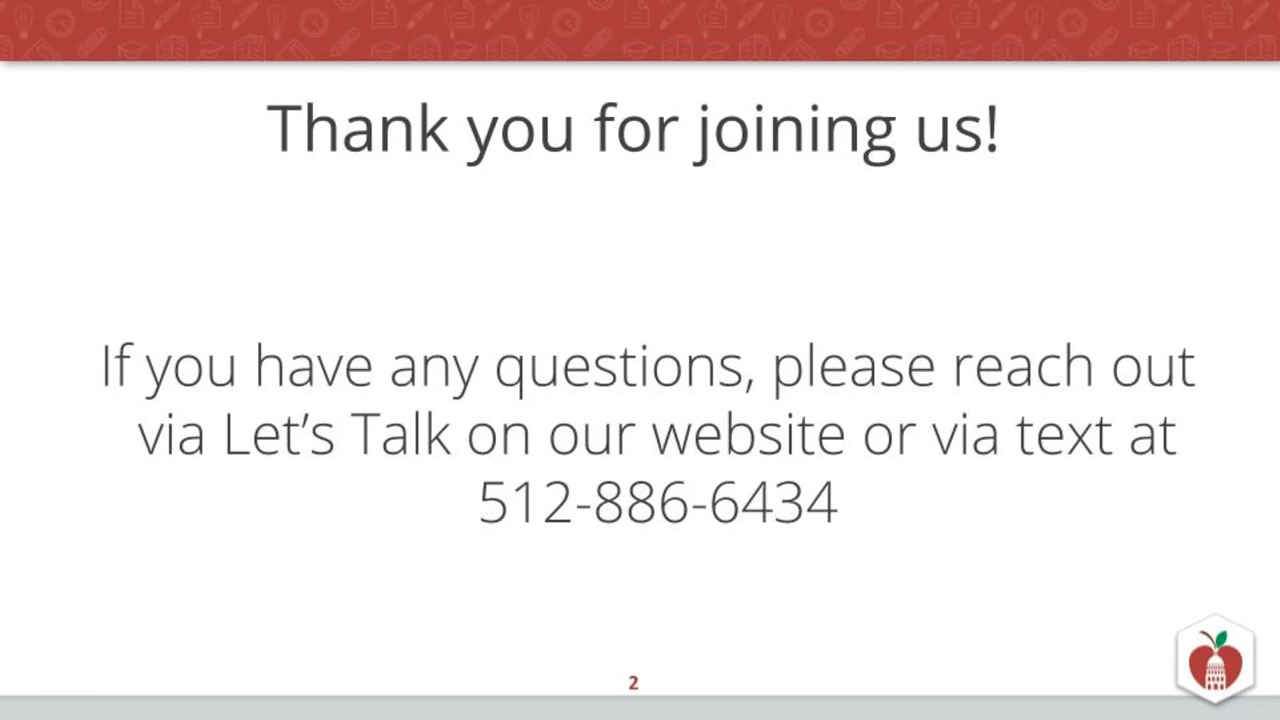 Thank you for joining us!
If you have any questions, please reach out
via Let’s Talk on our website or via text at
512-886-6434
2